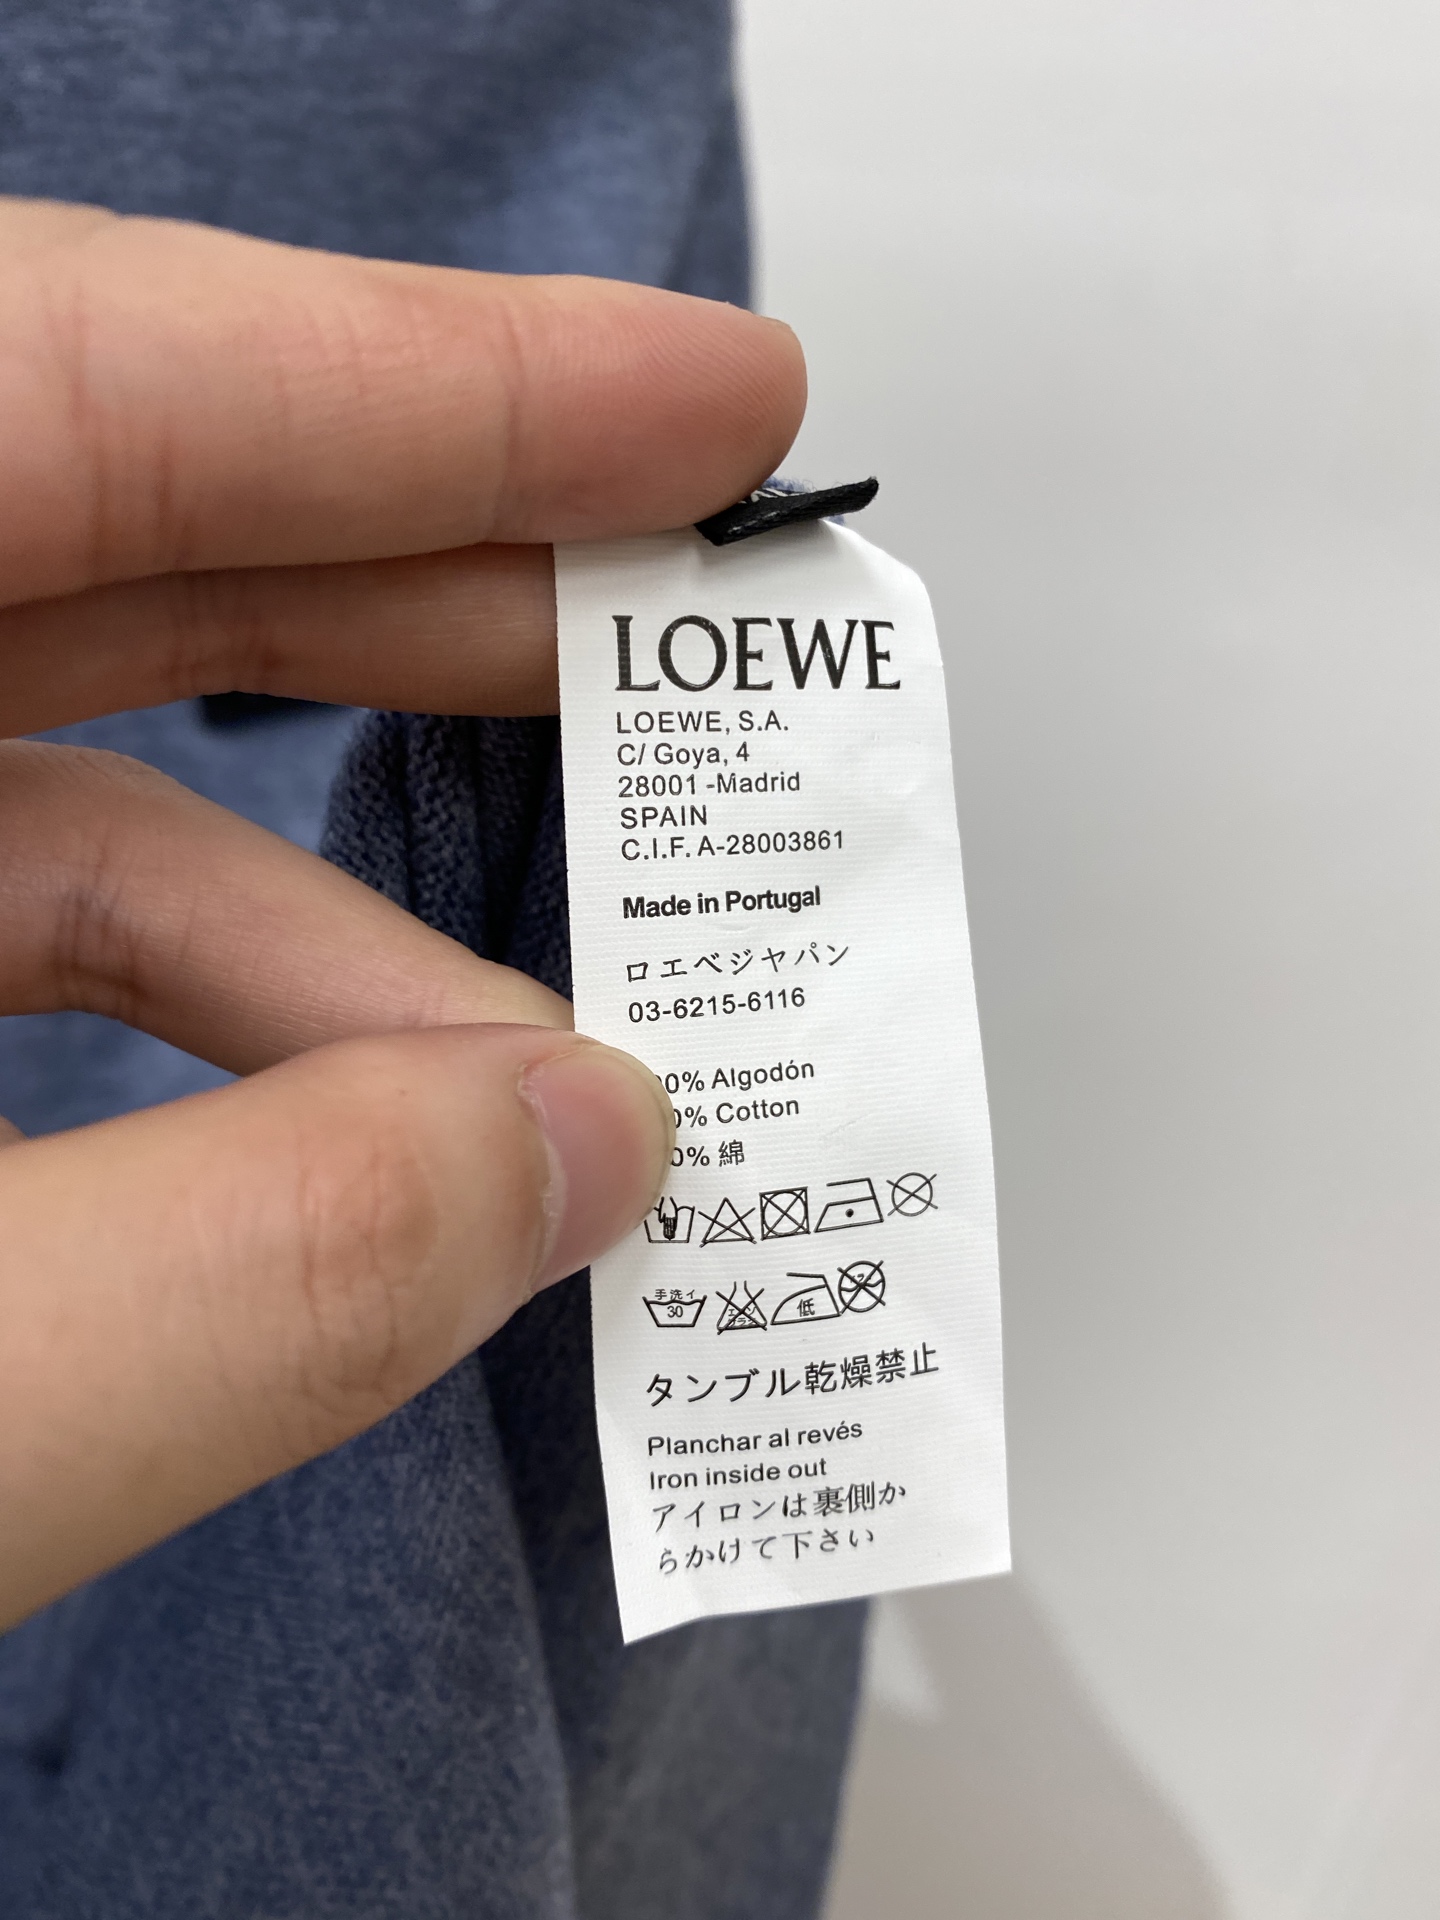 LOEWE
LOEWE, S.A.
C/ Goya, 4
28001 -Madrid
SPAIN
C.I.F. A-28003861
Made in Portugal
ロエベジャパン
03-6215-6116
0% Algodón
0% Cotton
0% 綿
手洗イ
30
低
タンブル乾燥禁止
Planchar al revés
Iron inside out
アイロンは裏側か
らかけて下さい